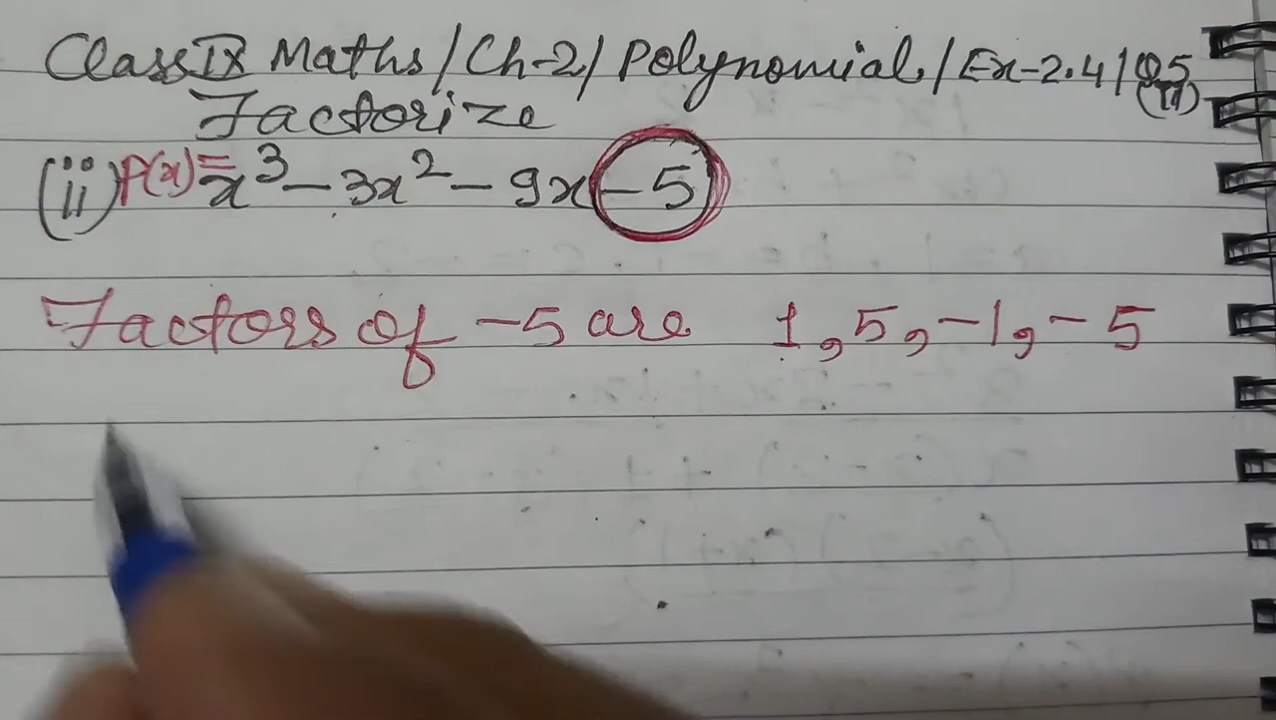 Class IX Maths/Ch-2/Polynomial/Ex-2.4/Q5
(ii)
Factorize
(ii) P(x)= x³ - 3x² - 9x - 5
Factors of -5 are 1, 5, -1, -5